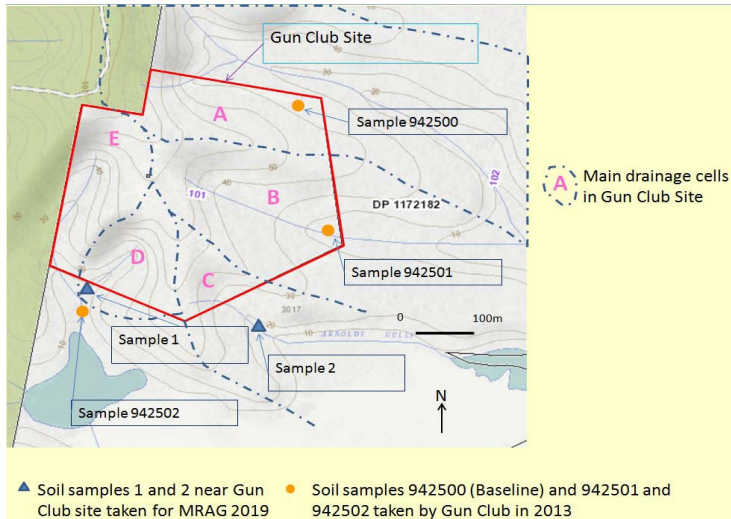 Gun Club Site
A
Sample 942500
E
Main drainage cells
in Gun Club Site
A
101
B
102
DP 1172182
D
Sample 942501
C
3017
0 100m
ARNOLDS GULLY
Sample 1
Sample 2
Sample 942502
N
Soil samples 1 and 2 near Gun
Club site taken for MRAG 2019
Soil samples 942500 (Baseline) and 942501 and
942502 taken by Gun Club in 2013